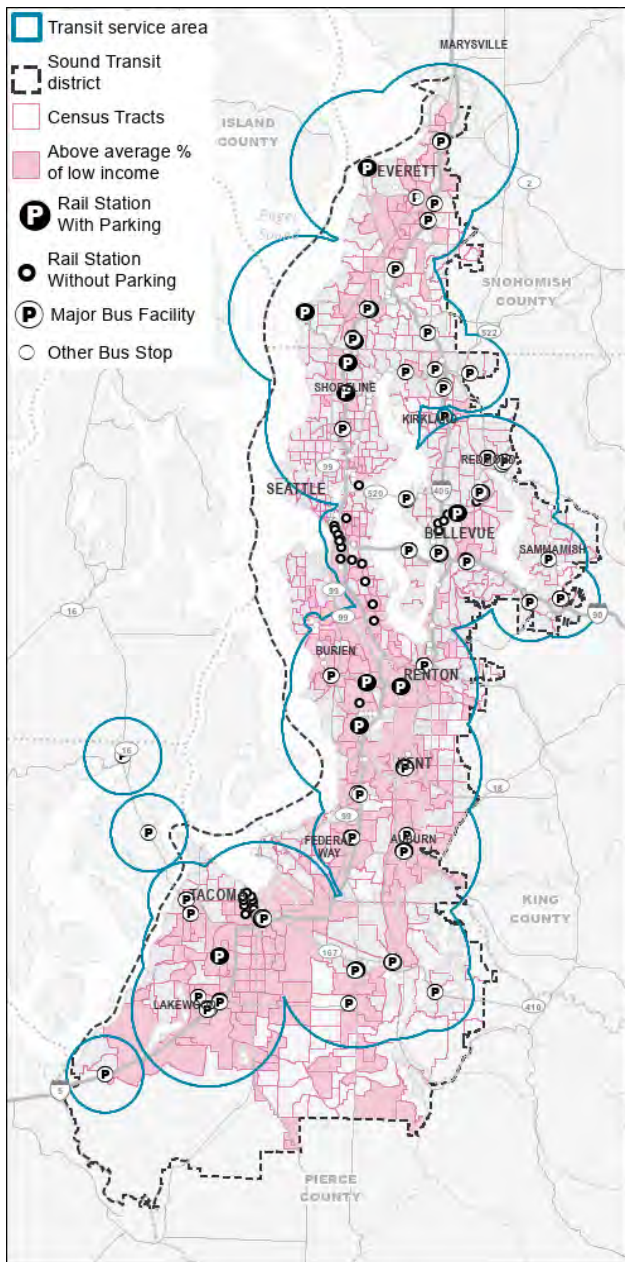 Transit service area
Sound Transit
district
Census Tracts
Above average %
of low income
P
Rail Station
With Parking
Rail Station
Without Parking
P
Major Bus Facility
Other Bus Stop
MARYSVILLE
ISLAND
COUNTY
EVERETT
2
SNOHOMISH
COUNTY
522
SHORELINE
KIRKLAND
99
REDMOND
SEATTLE
520
405
BELLEVUE
SAMMAMISH
99
90
99
16
BURIEN
RENTON
16
KENT
18
99
FEDERAL
WAY
AUBURN
TACOMA
KING
COUNTY
167
LAKEWOOD
410
5
PIERCE
COUNTY